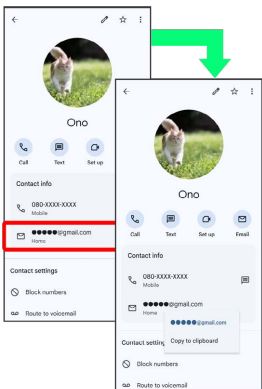 Ono
Call
Text
Set up
Contact info
080-XXXX-XXXX
Mobile
●●●●●@gmail.com
Home
Contact settings
Block numbers
Route to voicemail
Ono
Call
Text
Set up
Email
Contact info
080-XXXX-XXXX
Mobile
●●●●●@gmail.com
Home
●●●●●@gmail.com
Copy to clipboard
Contact setting
Block numbers
Route to voicemail